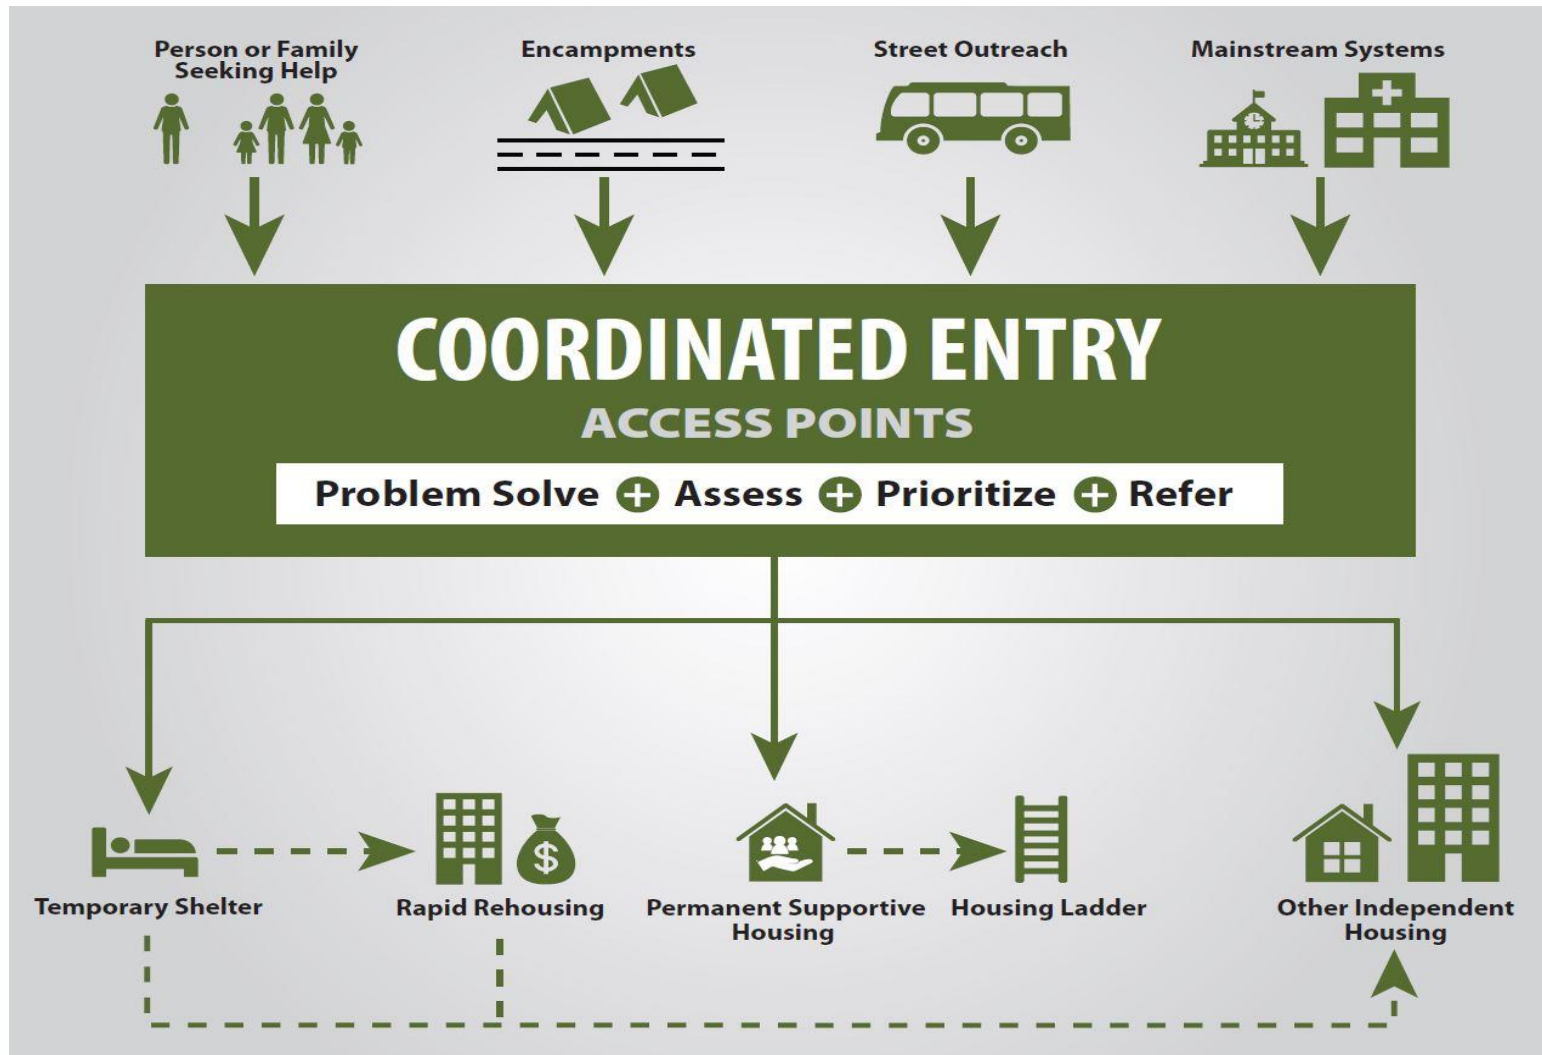 Person or Family
Seeking Help
Encampments
Street Outreach
Mainstream Systems
COORDINATED ENTRY
ACCESS POINTS
Problem Solve + Assess + Prioritize + Refer
$
Temporary Shelter
Rapid Rehousing
Permanent Supportive
Housing
Housing Ladder
Other Independent
Housing